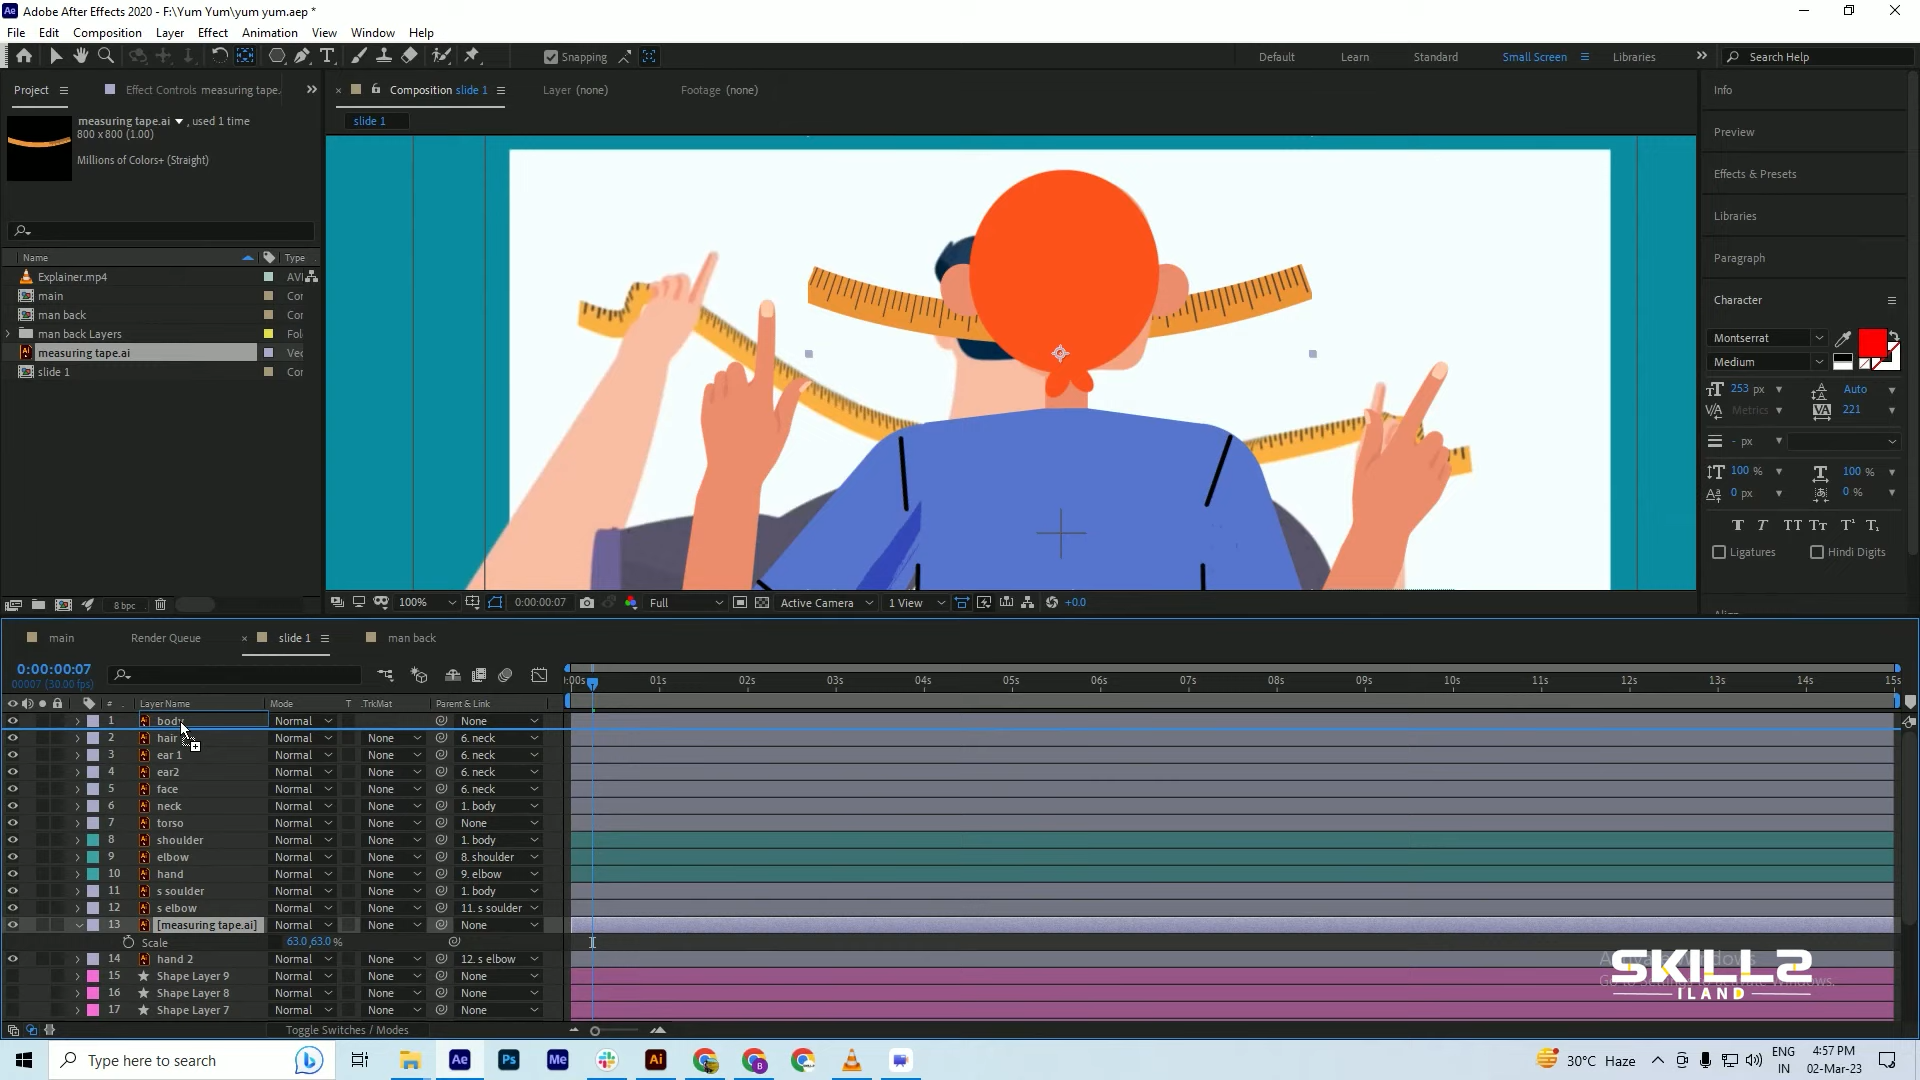 Adobe After Effects 2020 - F:\Yum Yum\yum yum.aep *
File Edit Composition Layer Effect Animation View Window Help
Snapping Default Learn Standard Small Screen Libraries Search Help
Project Effect Controls measuring tape. Composition slide 1 Layer (none) Footage (none) Info
measuring tape.ai , used 1 time
800 x 800 (1.00)
Millions of Colors+ (Straight)
slide 1
Preview
Effects & Presets
Libraries
Paragraph
Character
Montserrat
Medium
253 px Auto
Metrics 221
- px
100 % 100 %
0 px 0 %
Ligatures Hindi Digits
Name Type
Explainer.mp4 AVI
main Cor
man back Cor
man back Layers Fol
measuring tape.ai Vec
slide 1 Cor
8 bpc 100% 0:00:00:07 Full Active Camera 1 View +0.0
main Render Queue slide 1 man back
0:00:00:07
00007 (30.00 fps)
:00s 01s 02s 03s 04s 05s 06s 07s 08s 09s 10s 11s 12s 13s 14s 15s
# Layer Name Mode T .TrkMat Parent & Link
1 body Normal None
2 hair Normal None 6. neck
3 ear 1 Normal None 6. neck
4 ear2 Normal None 6. neck
5 face Normal None 6. neck
6 neck Normal None 1. body
7 torso Normal None None
8 shoulder Normal None 1. body
9 elbow Normal None 8. shoulder
10 hand Normal None 9. elbow
11 s soulder Normal None 1. body
12 s elbow Normal None 11. s soulder
13 [measuring tape.ai] Normal None None
Scale 63.0,63.0 %
14 hand 2 Normal None 12. s elbow
15 Shape Layer 9 Normal None None
16 Shape Layer 8 Normal None None
17 Shape Layer 7 Normal None None
Toggle Switches / Modes
SKILLS
ILAND
Type here to search
30°C Haze ENG
IN
4:57 PM
02-Mar-23